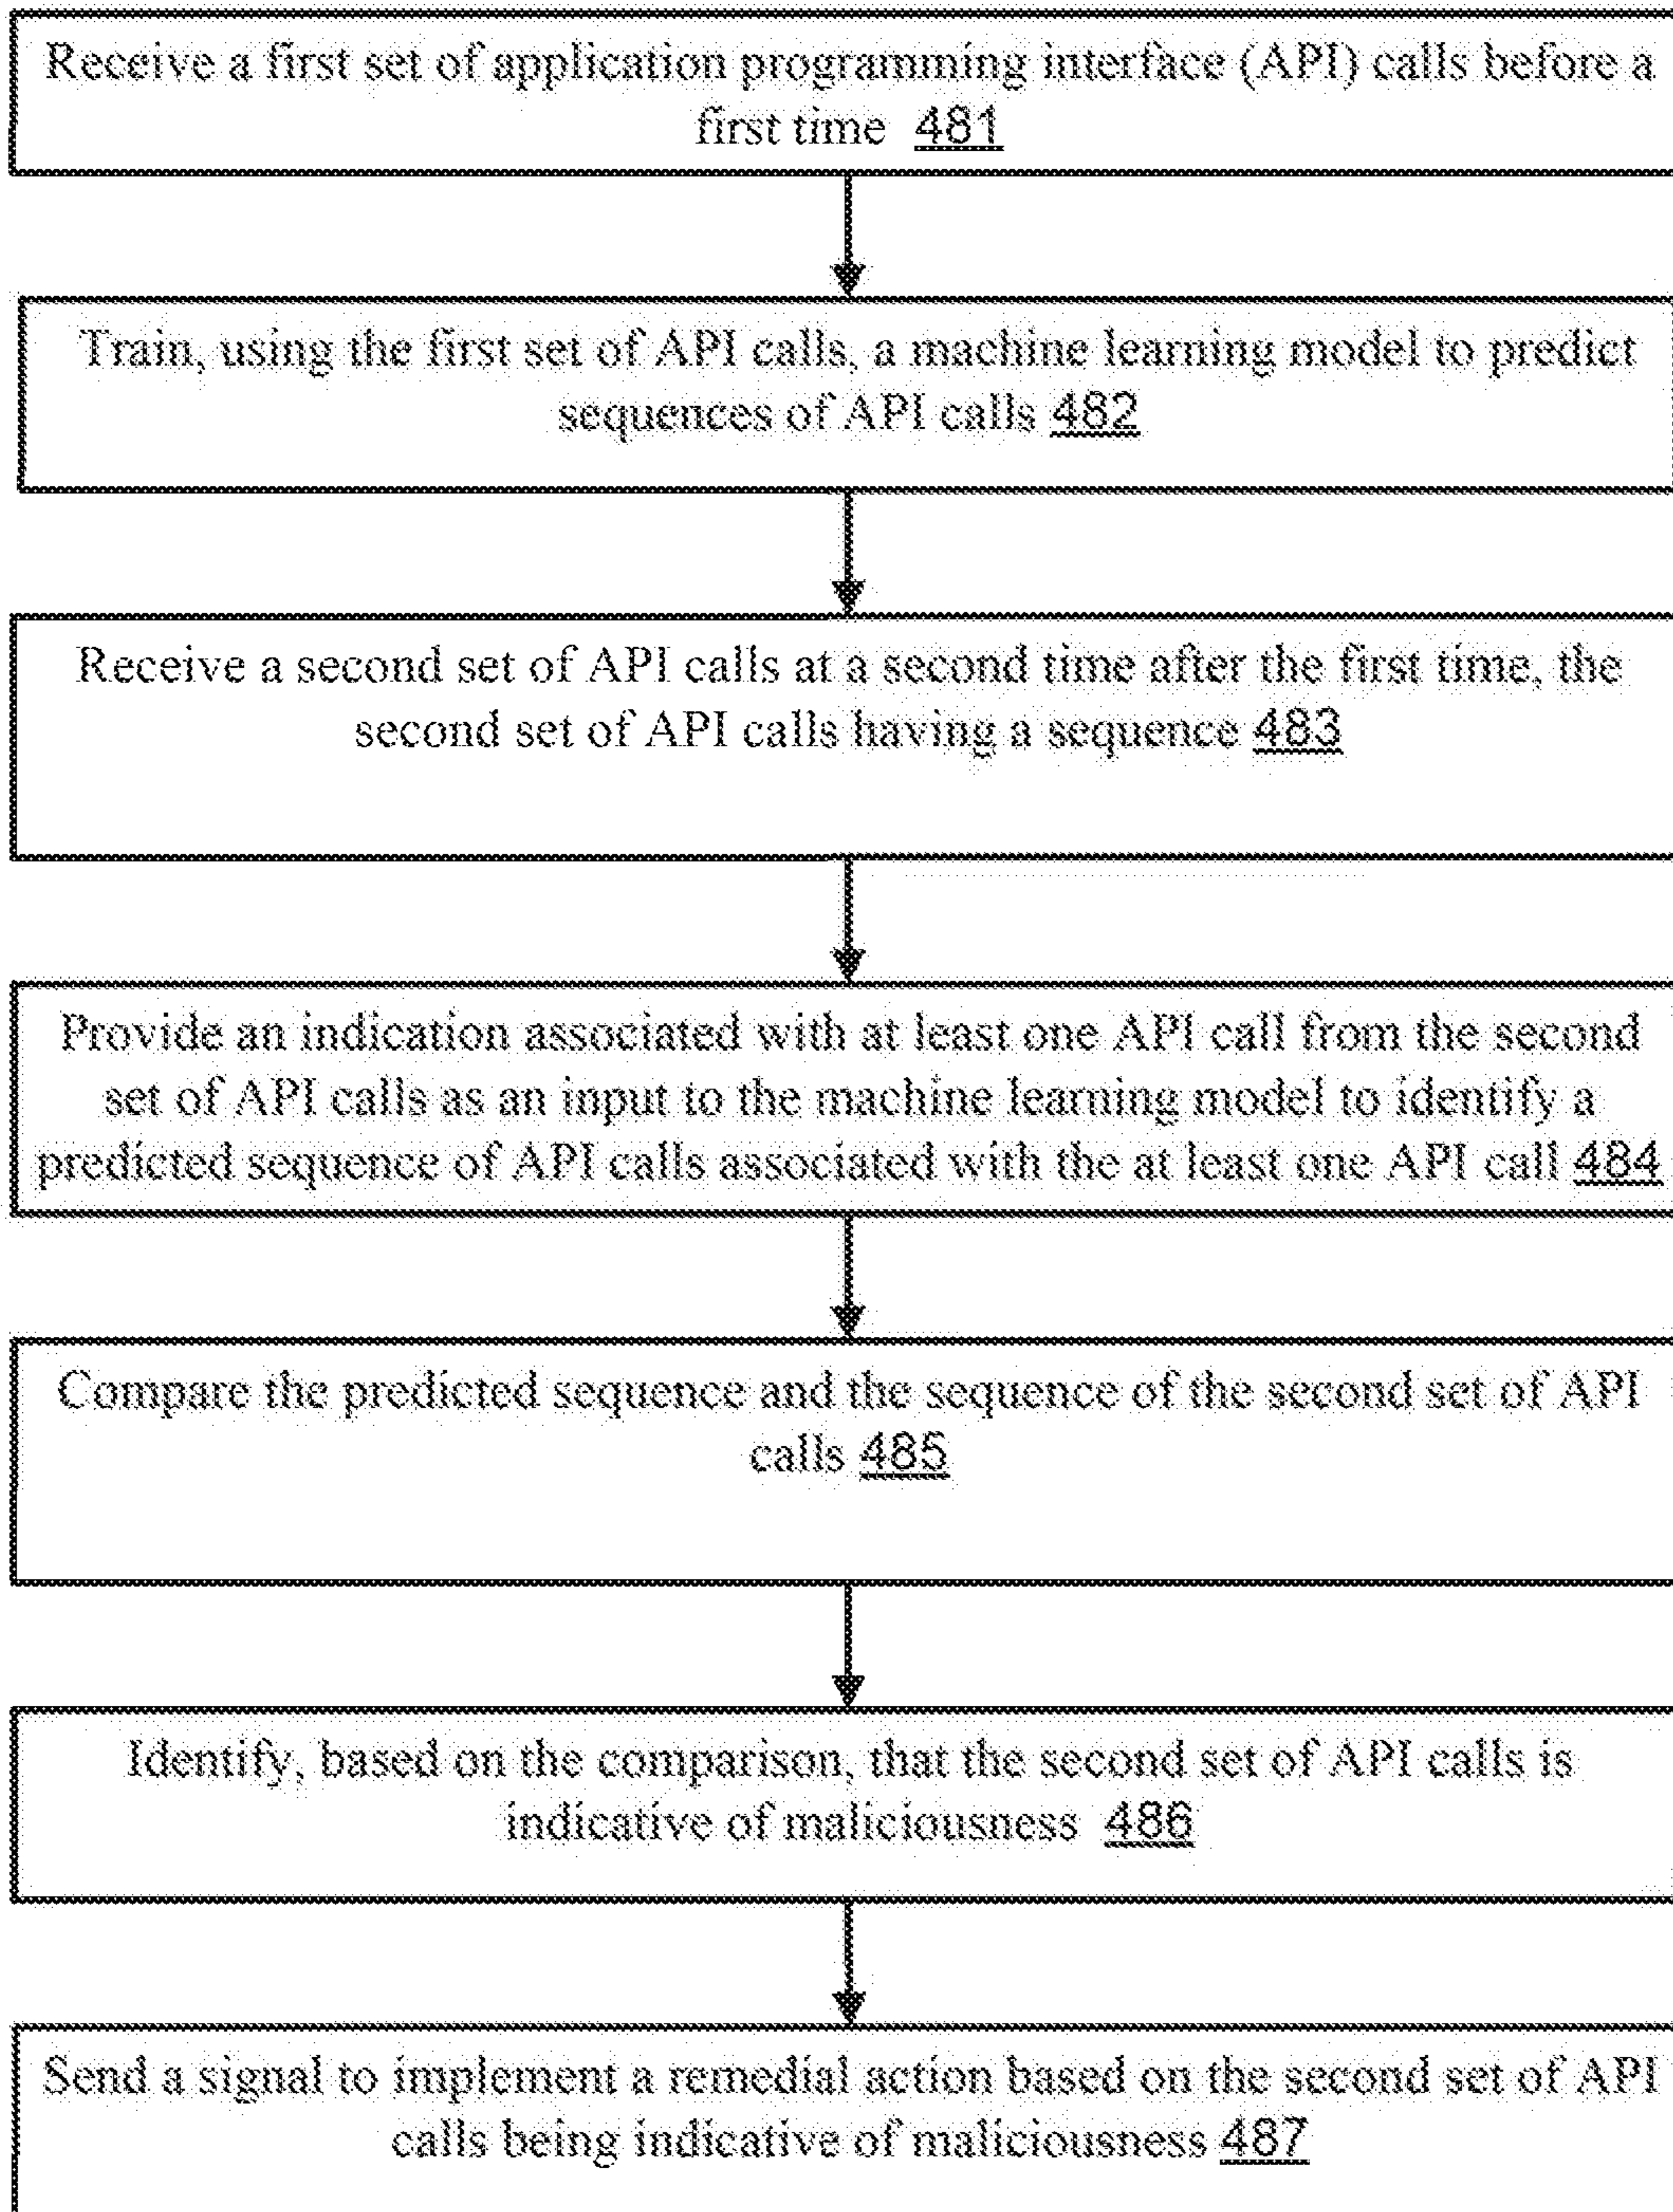 Receive a first set of application programming interface (API) calls before a
first time 481
Train, using the first set of API calls, a machine learning model to predict
sequences of API calls 482
Receive a second set of API calls at a second time after the first time, the
second set of API calls having a sequence 483
Provide an indication associated with at least one API call from the second
set of API calls as an input to the machine learning model to identify a
predicted sequence of API calls associated with the at least one API call 484
Compare the predicted sequence and the sequence of the second set of API
calls 485
Identify, based on the comparison, that the second set of API calls is
indicative of maliciousness 486
Send a signal to implement a remedial action based on the second set of API
calls being indicative of maliciousness 487